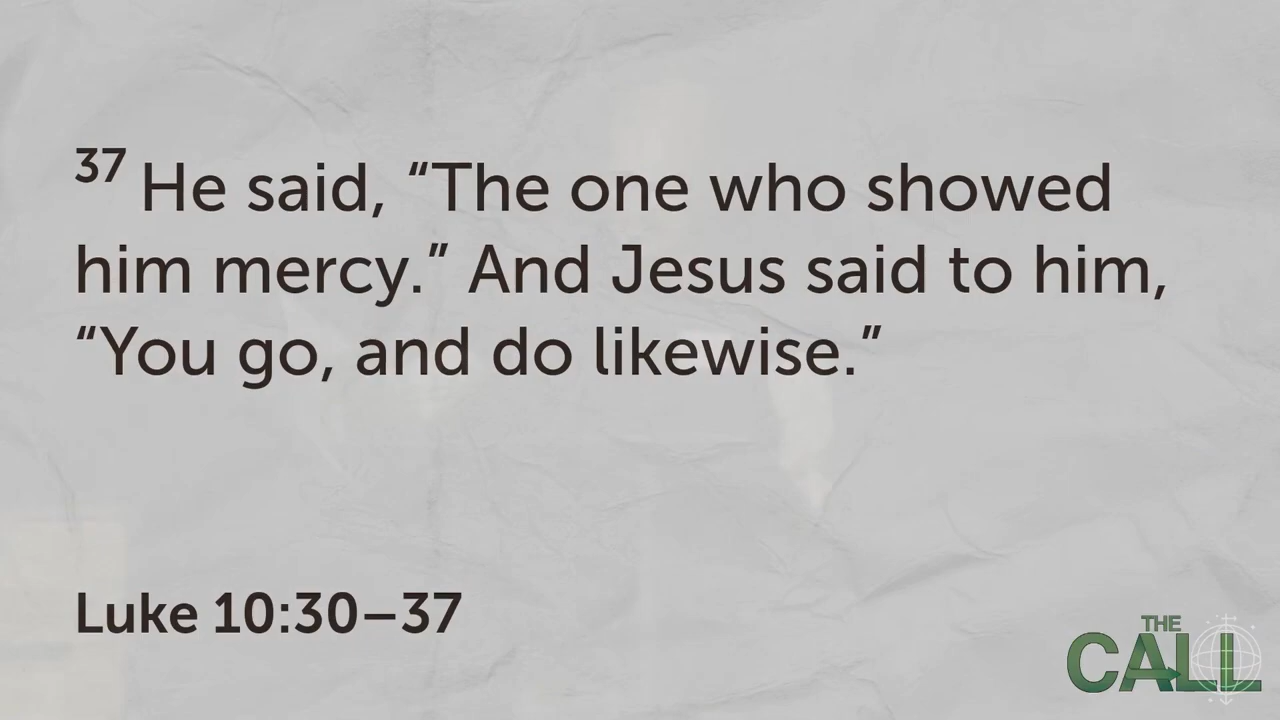 37 He said, “The one who showed
him mercy.” And Jesus said to him,
“You go, and do likewise.”
Luke 10:30–37
THE
CALL